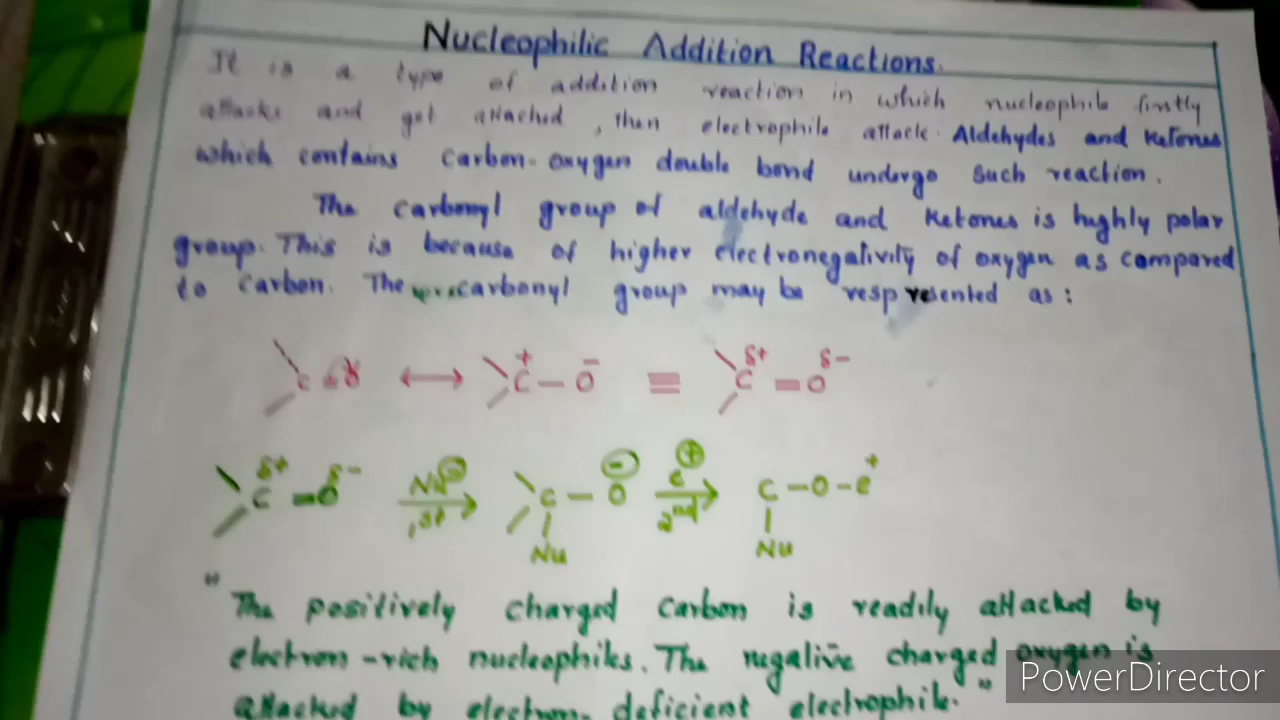 Nucleophilic Addition Reactions.
It is a type of addition reaction in which nucleophile firstly
attacks and get attached, then electrophile attack. Aldehydes and Ketones
which contains carbon-oxygen double bond undergo such reaction.
The carbonyl group of aldehyde and Ketones is highly polar
group. This is because of higher electronegativity of oxygen as compared
to carbon. The carbonyl group may be respresented as:
C=O ⟷ C⁺–O⁻ ≡ Cδ+=Oδ-
Cδ+=Oδ- Nu⊖ 1st → C–O⊖ e⊕ 2nd → C–O–e⁺
Nu Nu
"The positively charged carbon is readily attacked by
electron-rich nucleophiles. The negative charged oxygen is
attacked by electron-deficient electrophile."
PowerDirector